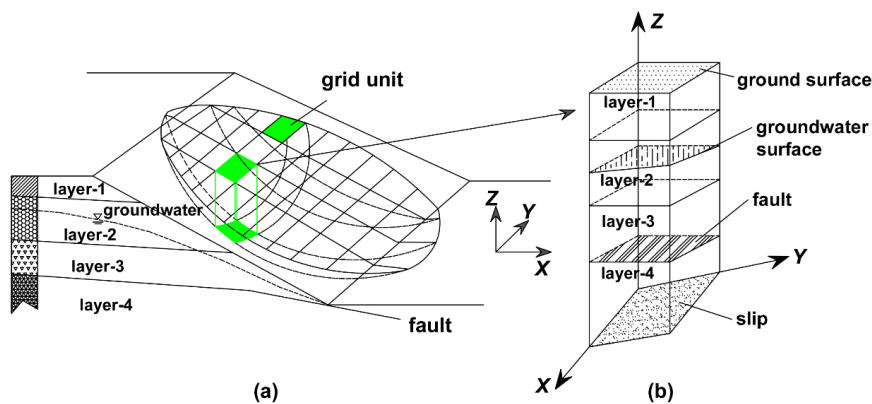 grid unit
layer-1
groundwater
layer-2
layer-3
layer-4
fault
Z
Y
X
(a)
Z
ground surface
layer-1
groundwater
surface
layer-2
fault
layer-3
layer-4
Y
slip
X
(b)